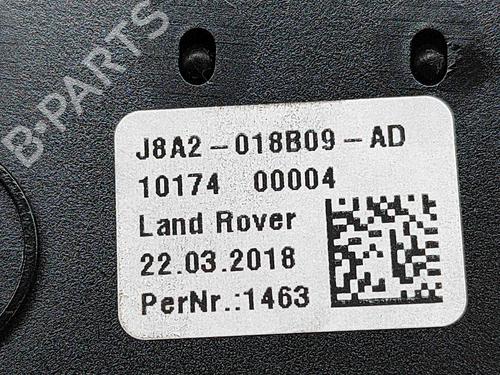 B-PARTS
J8A2-018B09-AD
10174 00004
Land Rover
22.03.2018
PerNr.:1463